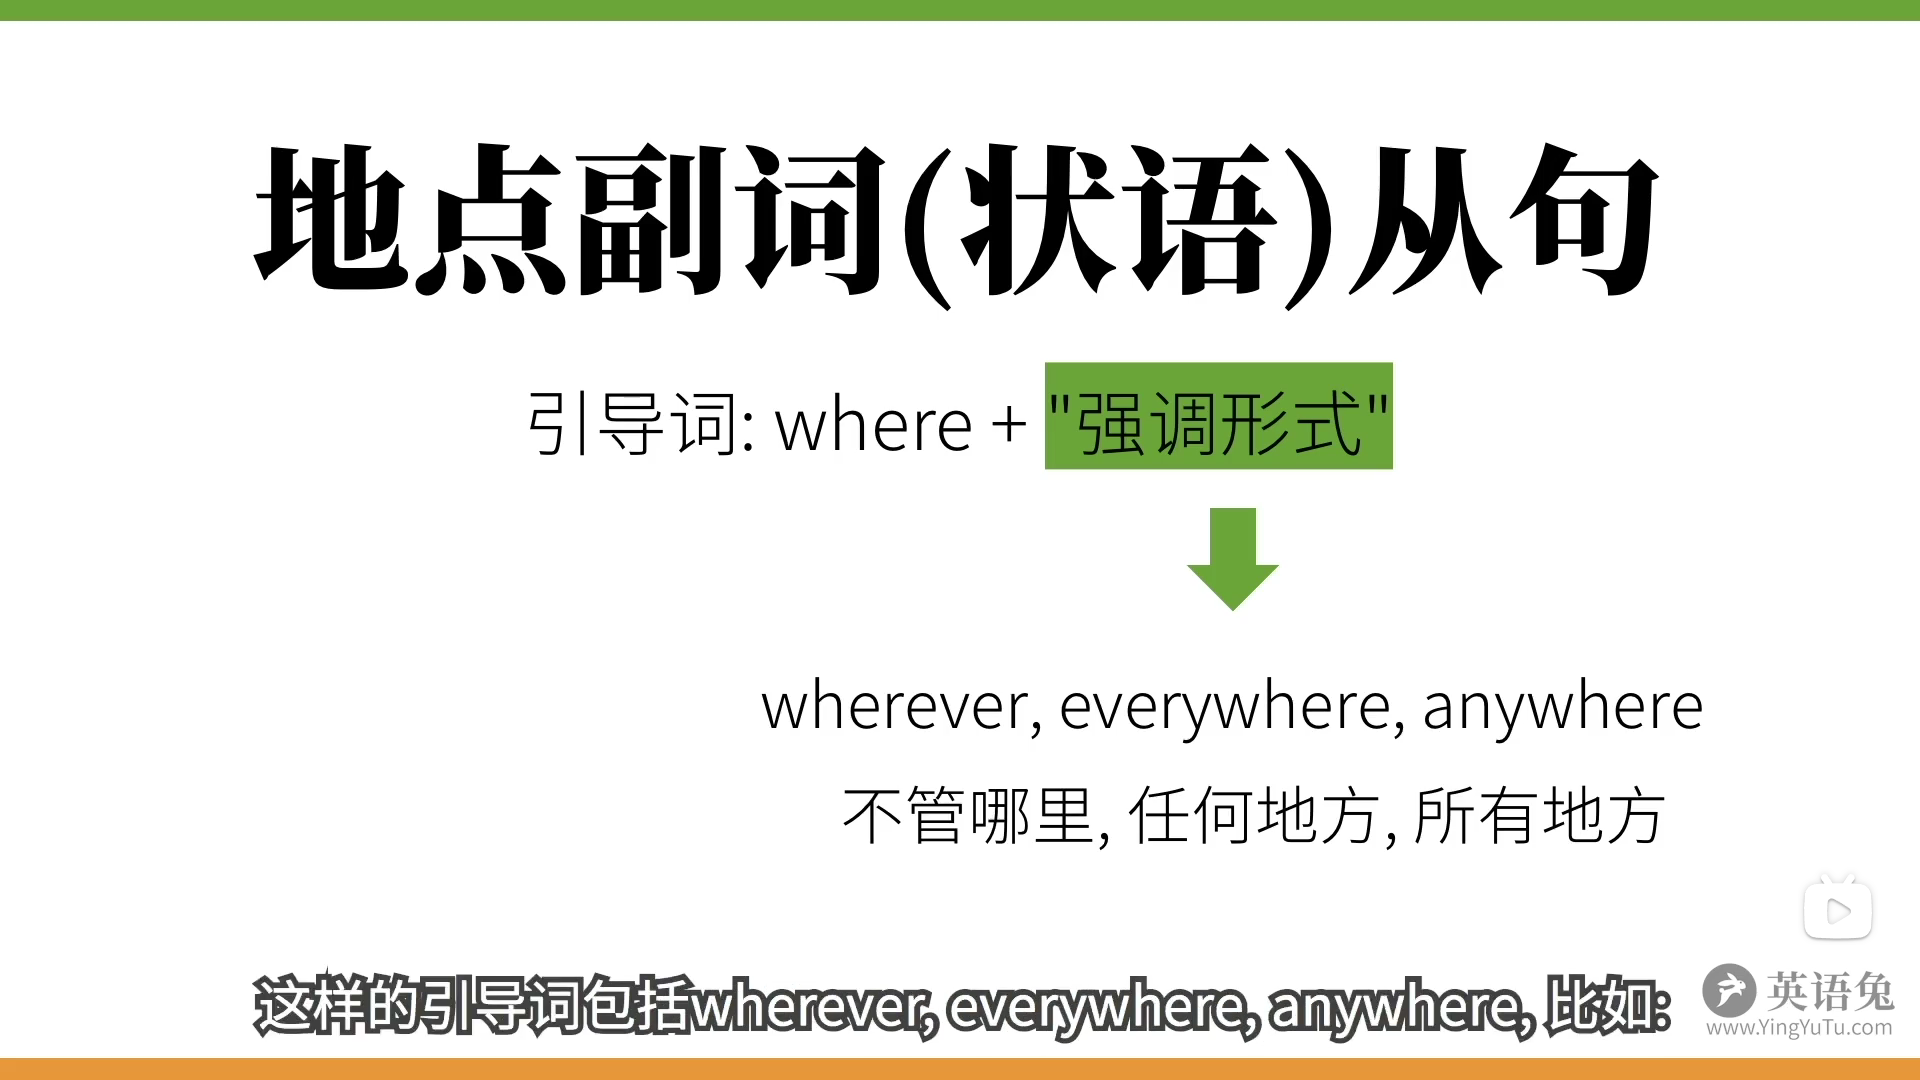 地点副词(状语)从句
引导词: where + "强调形式"
wherever, everywhere, anywhere
不管哪里, 任何地方, 所有地方
这样的引导词包括wherever, everywhere, anywhere, 比如:
英语兔
www.YingYuTu.com